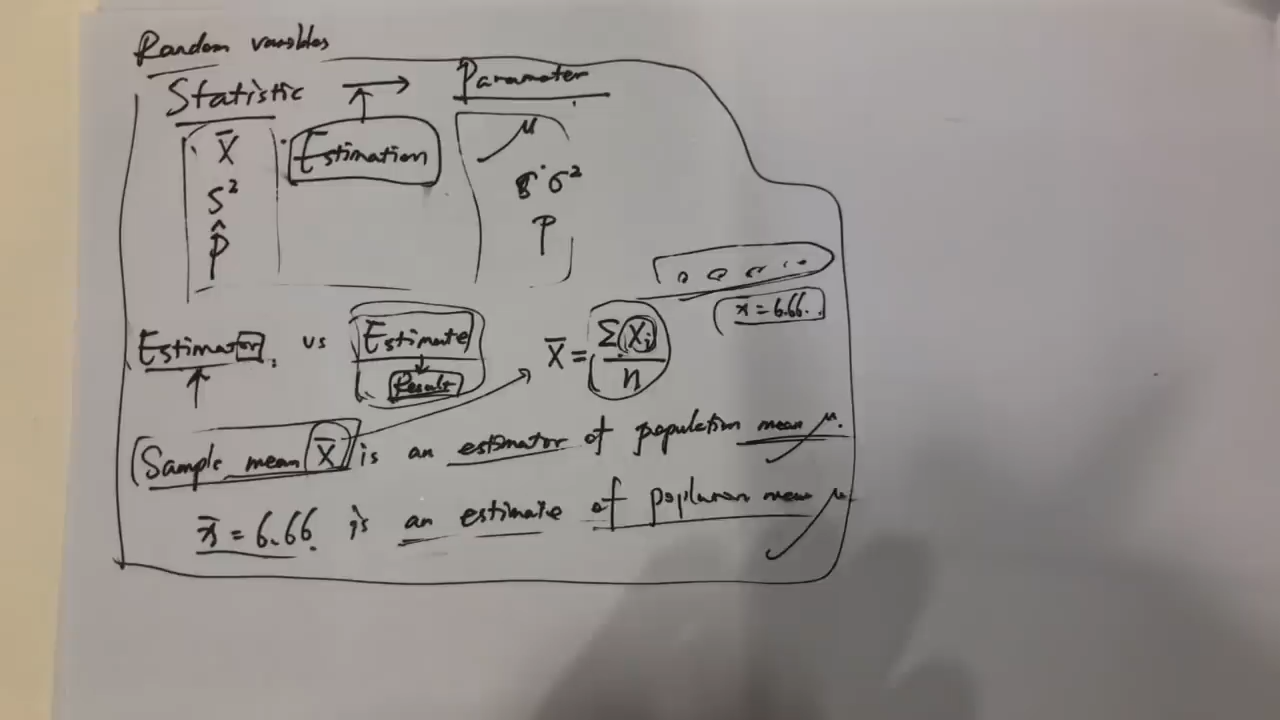 Random variables
Statistic → Parameter
X̄ Estimation μ
S² σ²
p̂ P
x̄ = 6.66
Estimator vs Estimate X̄ = ΣXi / n
Result
Sample mean X̄ is an estimator of population mean μ.
x̄ = 6.66 is an estimate of mean μ